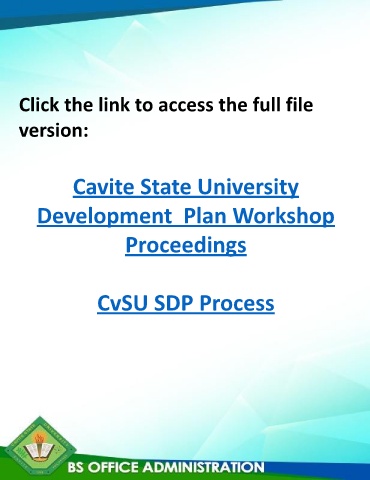 Click the link to access the full file
version:
Cavite State University
Development  Plan Workshop
Proceedings
CvSU SDP Process
BS OFFICE ADMINISTRATION